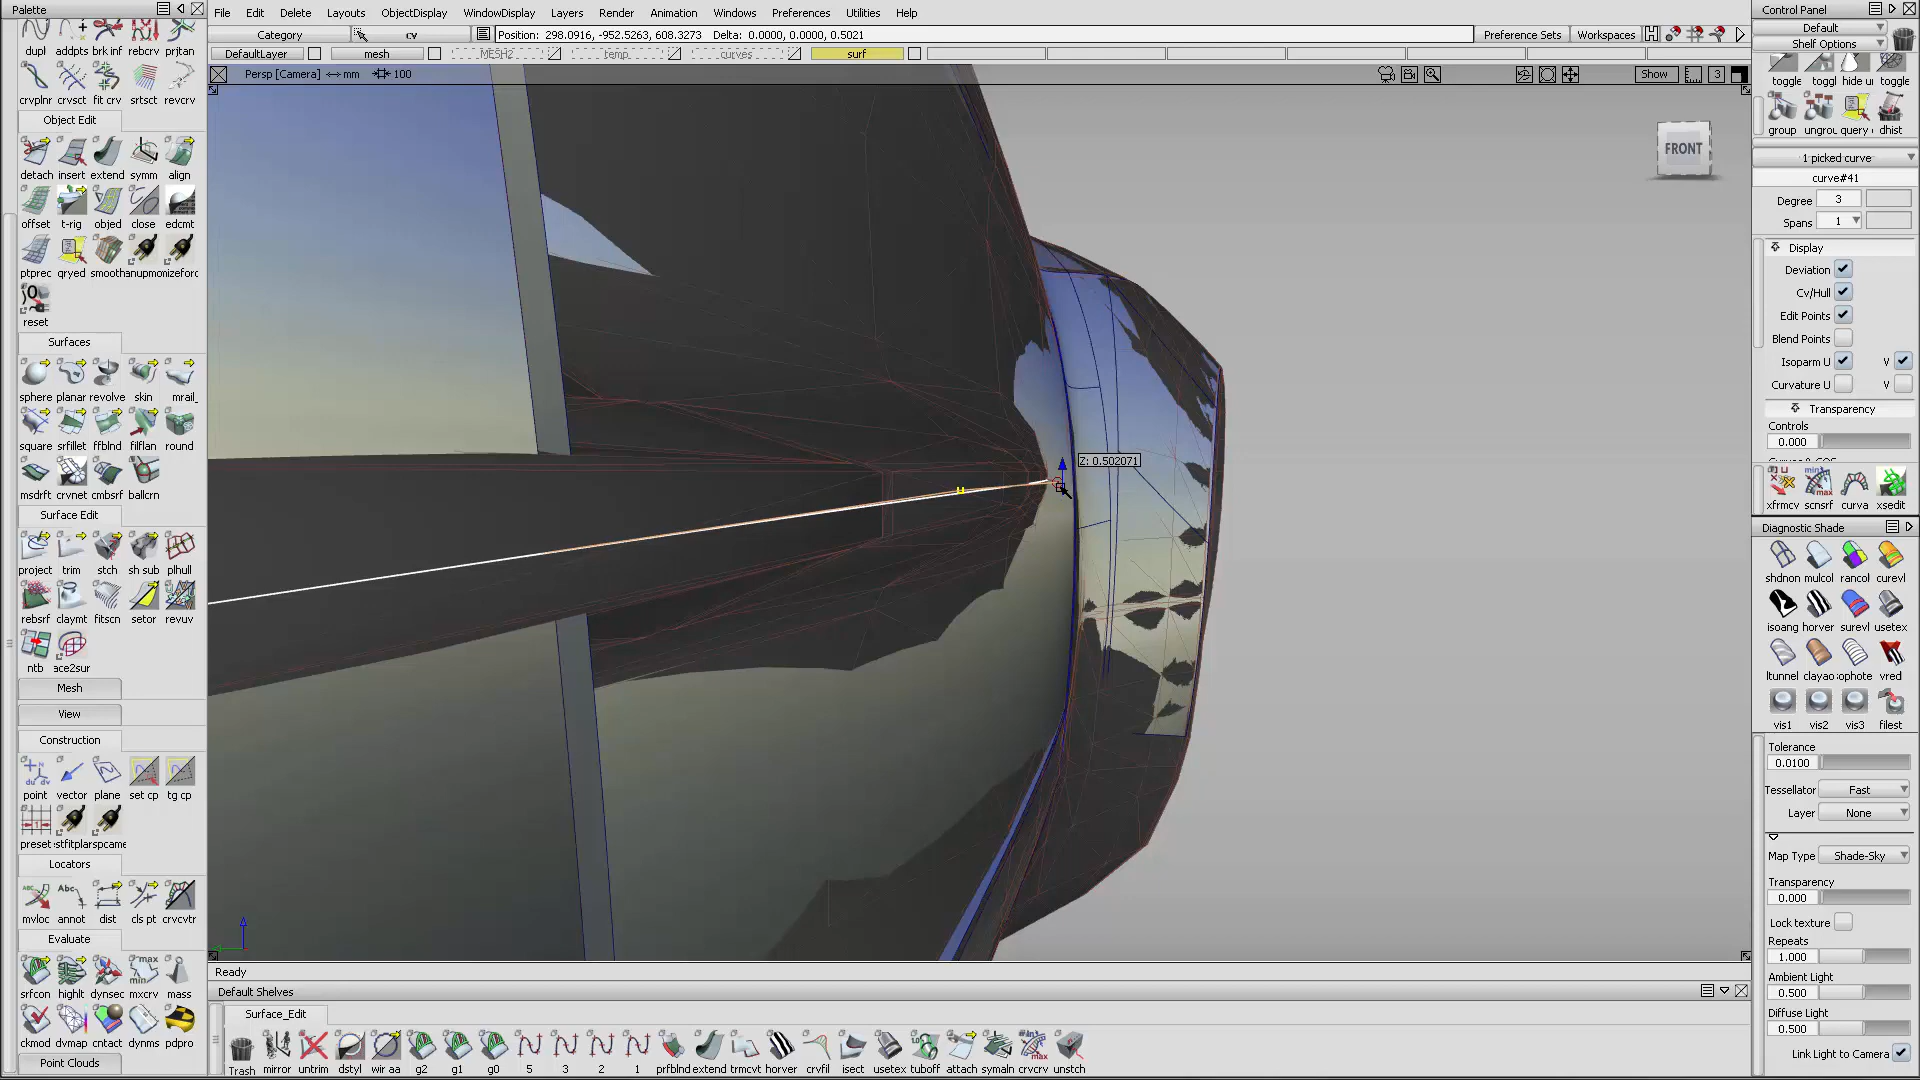 Palette
File Edit Delete Layouts ObjectDisplay WindowDisplay Layers Render Animation Windows Preferences Utilities Help
Control Panel
Category cv Position: 298.0916, -952.5263, 608.3273 Delta: 0.0000, 0.0000, 0.5021 Preference Sets Workspaces
Default
Shelf Options
DefaultLayer mesh MESH2 temp curves surf
Persp [Camera] mm 100 Show 3
dupl addpts brk inf rebcrv prjtan
crvplnr crvsct fit crv srtsct revcrv
Object Edit
detach insert extend symm align
offset t-rig objed close edcmt
ptprec qryed smooth anupmo mizeforc
reset
Surfaces
sphere planar revolve skin mrail_
square srfillet ffblnd filflan round
msdrft crvnet cmbsrf ballcrn
Surface Edit
project trim stch sh sub plhull
rebsrf claymt fitscn setor revuv
ntb ace2sur
Mesh
View
Construction
point vector plane set cp tg cp
preset stfitplar spcame
Locators
mvloc annot dist cls pt crvcvtr
Evaluate
srfcon highlt dynsec mxcrv mass
ckmod dvmap cntact dynms pdpro
Point Clouds
FRONT
Z: 0.502071
toggle toggl hide u toggle
group ungrou query dhist
1 picked curve
curve#41
Degree 3
Spans 1
Display
Deviation
Cv/Hull
Edit Points
Blend Points
Isoparm U V
Curvature U V
Transparency
Controls
0.000
xfrmcv scnsrf curva xsedit
Diagnostic Shade
shdnon mulcol rancol curevl
isoang horver surevl usetex
ltunnel clayao sophote vred
vis1 vis2 vis3 filest
Tolerance
0.0100
Tessellator Fast
Layer None
Map Type Shade-Sky
Transparency
0.000
Lock texture
Repeats
1.000
Ambient Light
0.500
Diffuse Light
0.500
Link Light to Camera
Ready
Default Shelves
Surface_Edit
Trash mirror untrim dstyl wir aa g2 g1 g0 5 3 2 1 prfblnd extend trmcvt horver crvfil isect usetex tuboff attach symaln crvcrv unstch